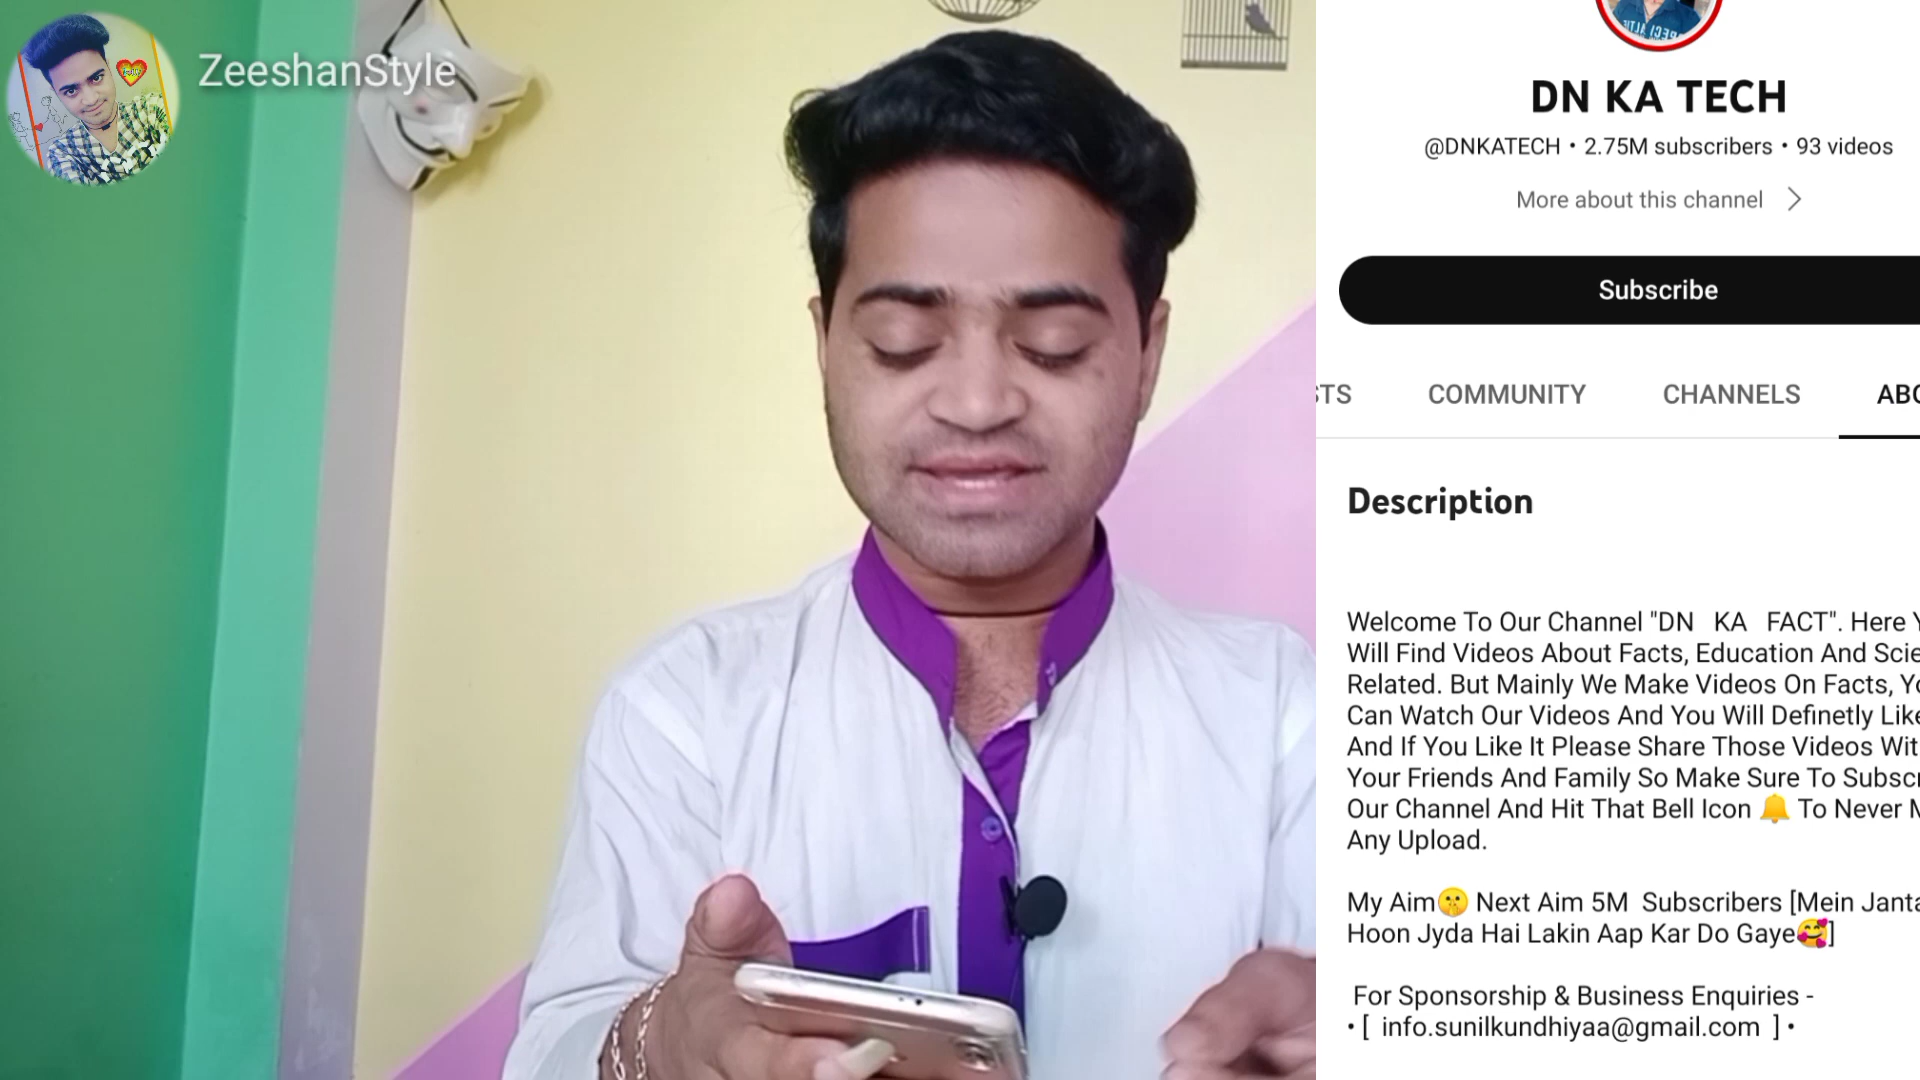 ZeeshanStyle
DN KA TECH
@DNKATECH • 2.75M subscribers • 93 videos
More about this channel
Subscribe
STS COMMUNITY CHANNELS ABO
Description
Welcome To Our Channel "DN KA FACT". Here Y
Will Find Videos About Facts, Education And Scie
Related. But Mainly We Make Videos On Facts, Yo
Can Watch Our Videos And You Will Definetly Like
And If You Like It Please Share Those Videos Wit
Your Friends And Family So Make Sure To Subscr
Our Channel And Hit That Bell Icon 🔔 To Never M
Any Upload.
My Aim🤫 Next Aim 5M Subscribers [Mein Janta
Hoon Jyda Hai Lakin Aap Kar Do Gaye🥰]
For Sponsorship & Business Enquiries -
• [ info.sunilkundhiyaa@gmail.com ] •